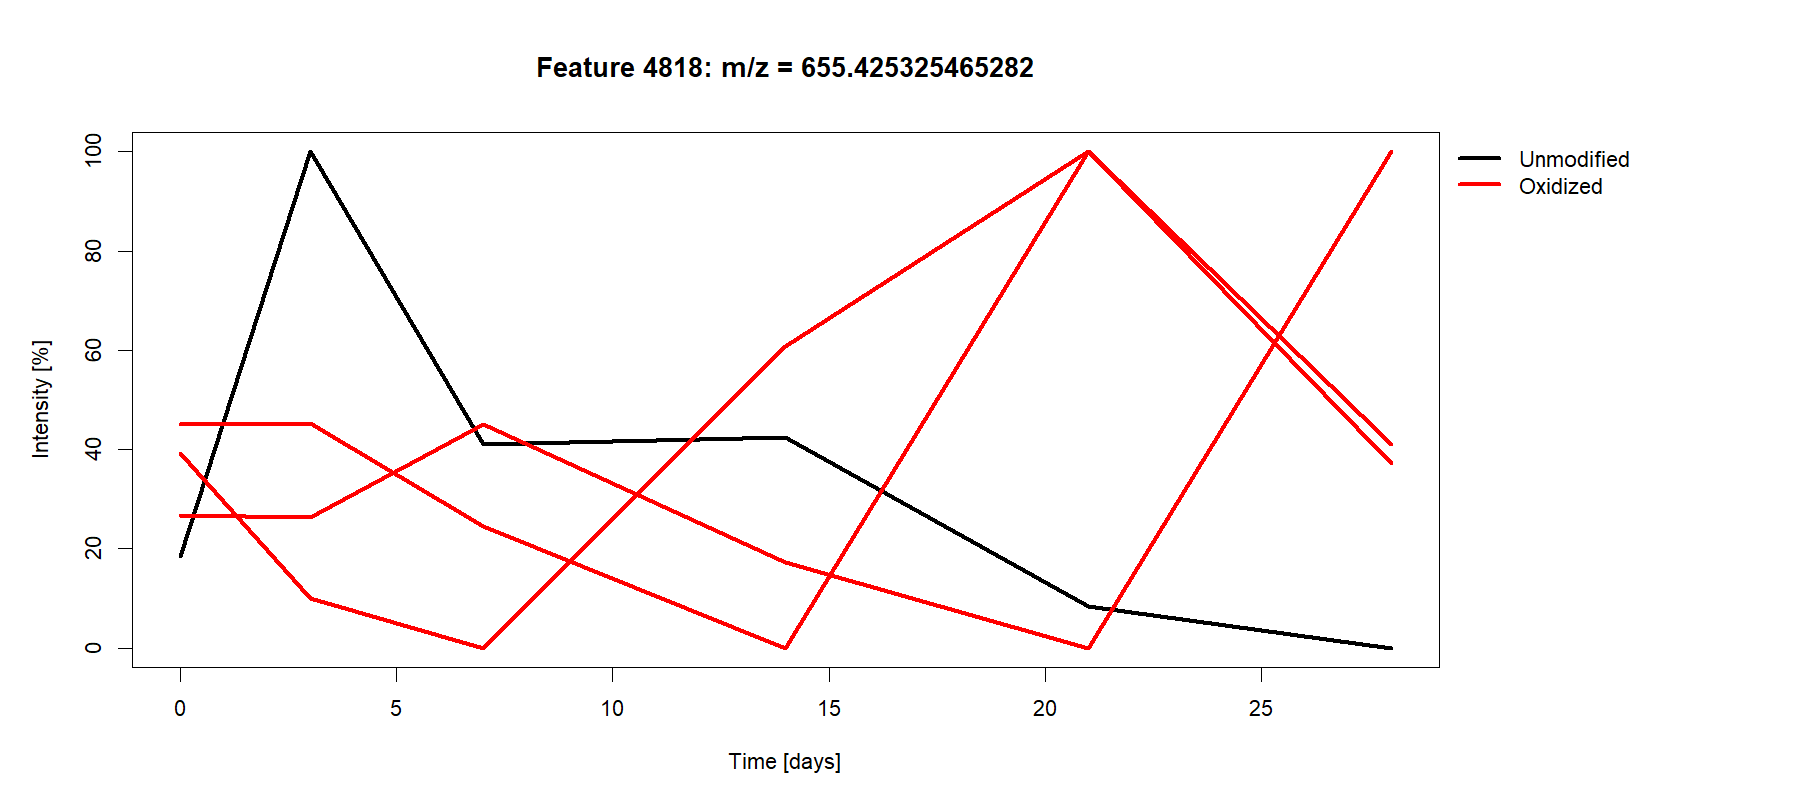 Feature 4818: m/z = 655.425325465282
Unmodified
Oxidized
Intensity [%]
100
80
60
40
20
0
0 5 10 15 20 25
Time [days]